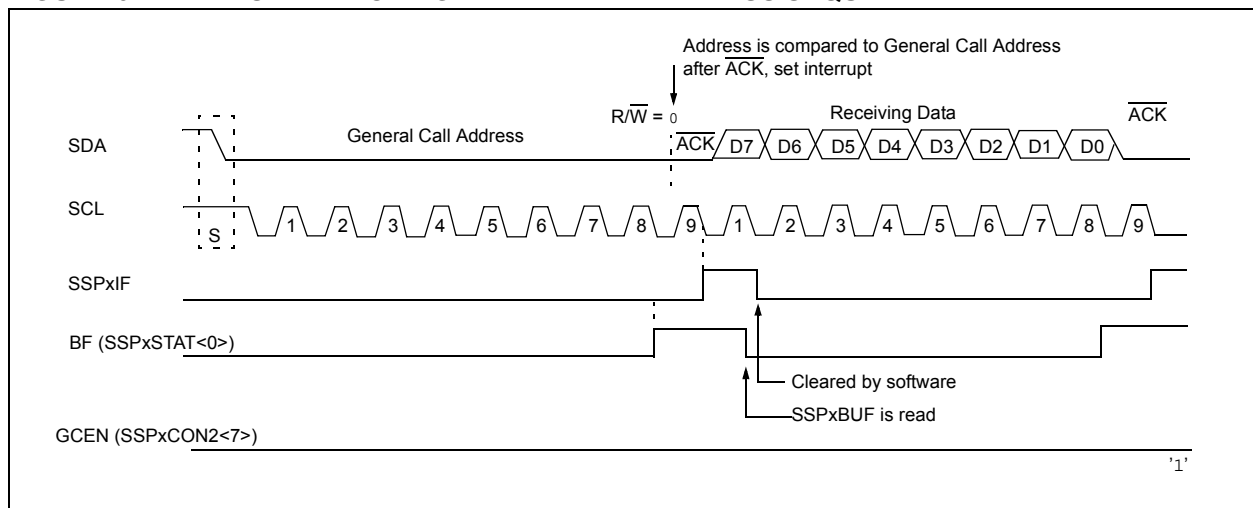 Address is compared to General Call Address
after ACK, set interrupt
R/W = 0
Receiving Data
ACK
SDA
General Call Address
ACK D7 D6 D5 D4 D3 D2 D1 D0
SCL
S
1 2 3 4 5 6 7 8 9 1 2 3 4 5 6 7 8 9
SSPxIF
BF (SSPxSTAT<0>)
Cleared by software
SSPxBUF is read
GCEN (SSPxCON2<7>)
'1'